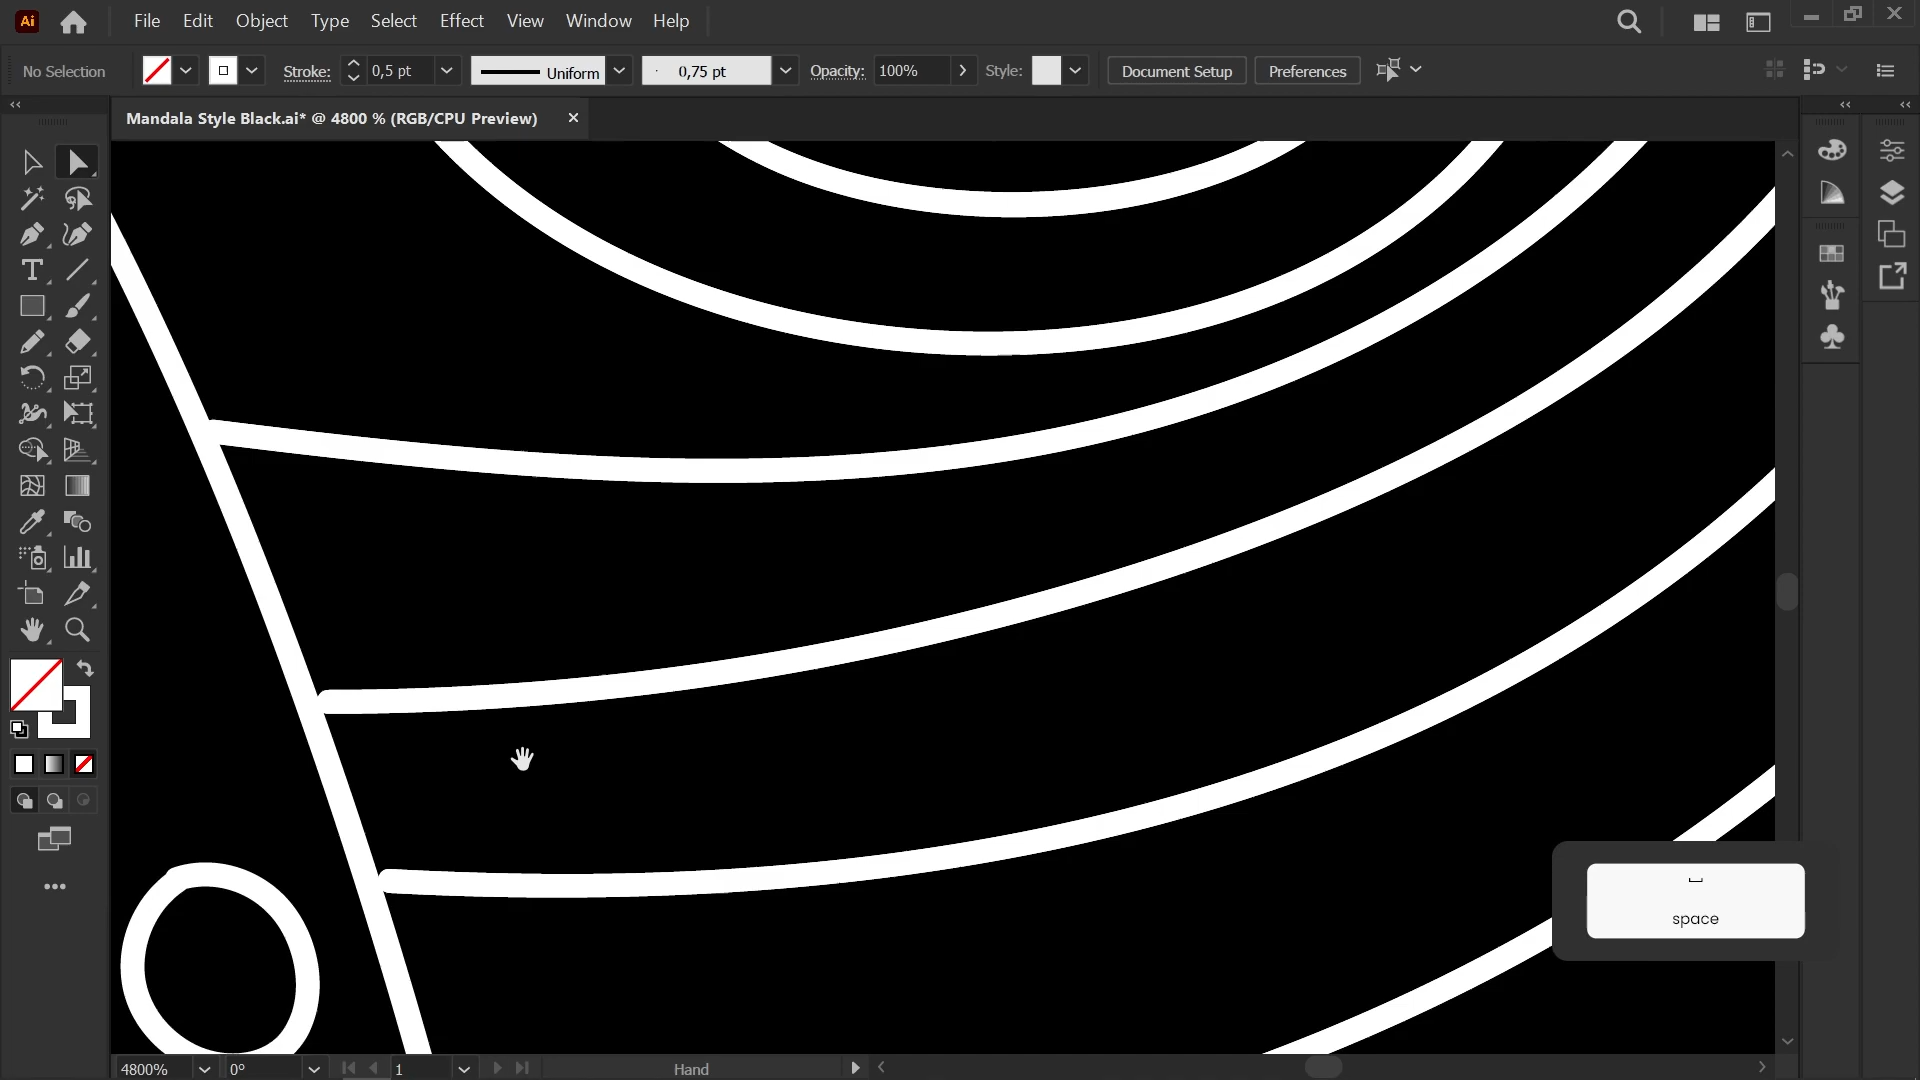 Ai
File Edit Object Type Select Effect View Window Help
No Selection Stroke: 0,5 pt Uniform 0,75 pt Opacity: 100% Style: Document Setup Preferences
Mandala Style Black.ai* @ 4800 % (RGB/CPU Preview) ×
T
space
4800% 0° 1 Hand